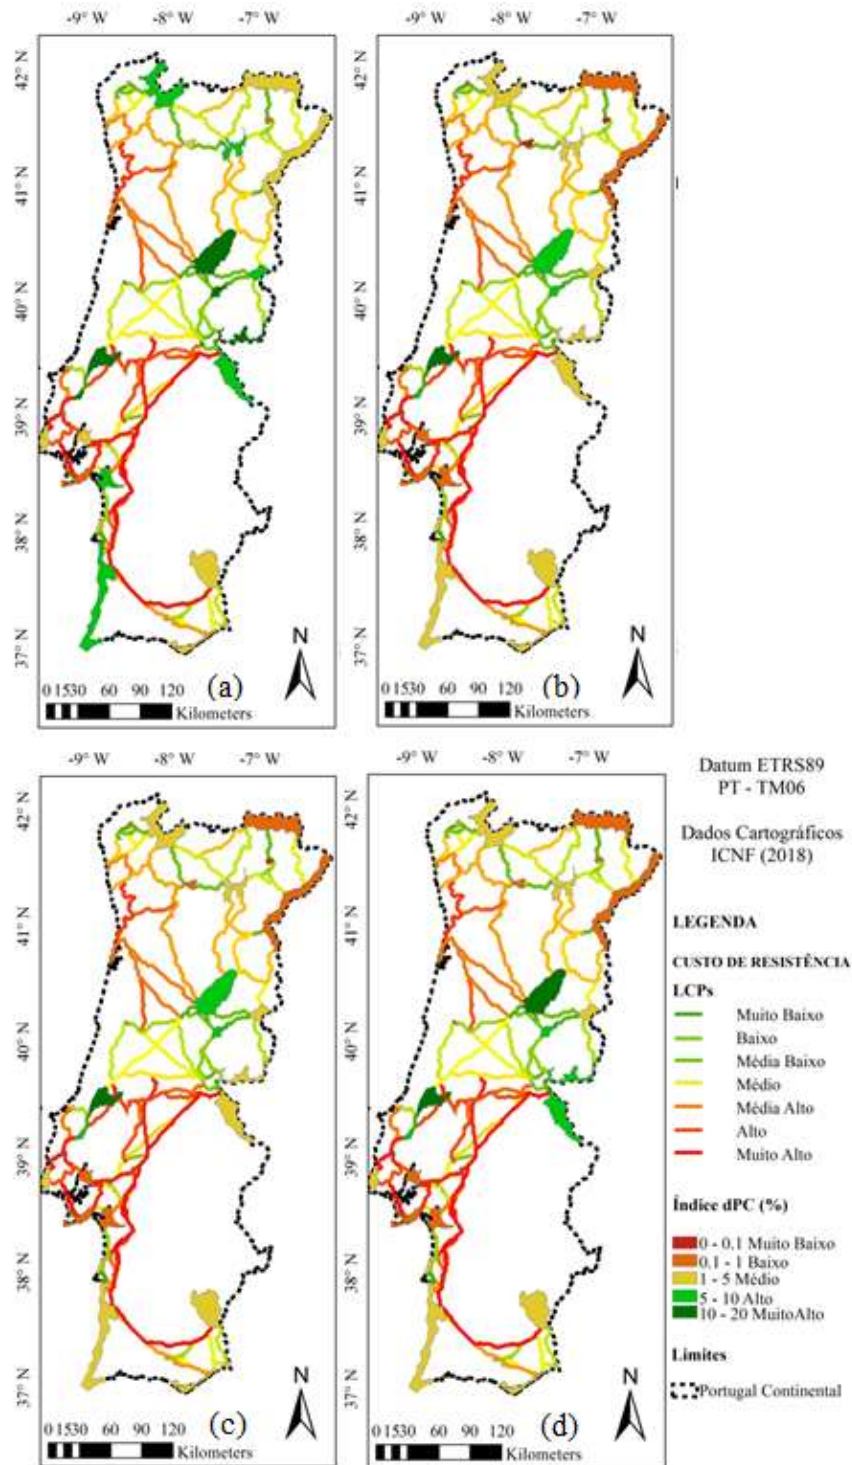 -9° W -8° W -7° W
-9° W -8° W -7° W
42° N
41° N
40° N
39° N
38° N
37° N
42° N
41° N
40° N
39° N
38° N
37° N
N
(a)
0 1530 60 90 120
Kilometers
N
(b)
0 1530 60 90 120
Kilometers
-9° W -8° W -7° W
-9° W -8° W -7° W
42° N
41° N
40° N
39° N
38° N
37° N
42° N
41° N
40° N
39° N
38° N
37° N
N
(c)
0 1530 60 90 120
Kilometers
N
(d)
0 1530 60 90 120
Kilometers
Datum ETRS89
PT - TM06
Dados Cartográficos
ICNF (2018)
LEGENDA
CUSTO DE RESISTÊNCIA
LCPs
Muito Baixo
Baixo
Média Baixo
Médio
Média Alto
Alto
Muito Alto
Índice dPC (%)
0 - 0.1 Muito Baixo
0.1 - 1 Baixo
1 - 5 Médio
5 - 10 Alto
10 - 20 MuitoAlto
Limites
Portugal Continental